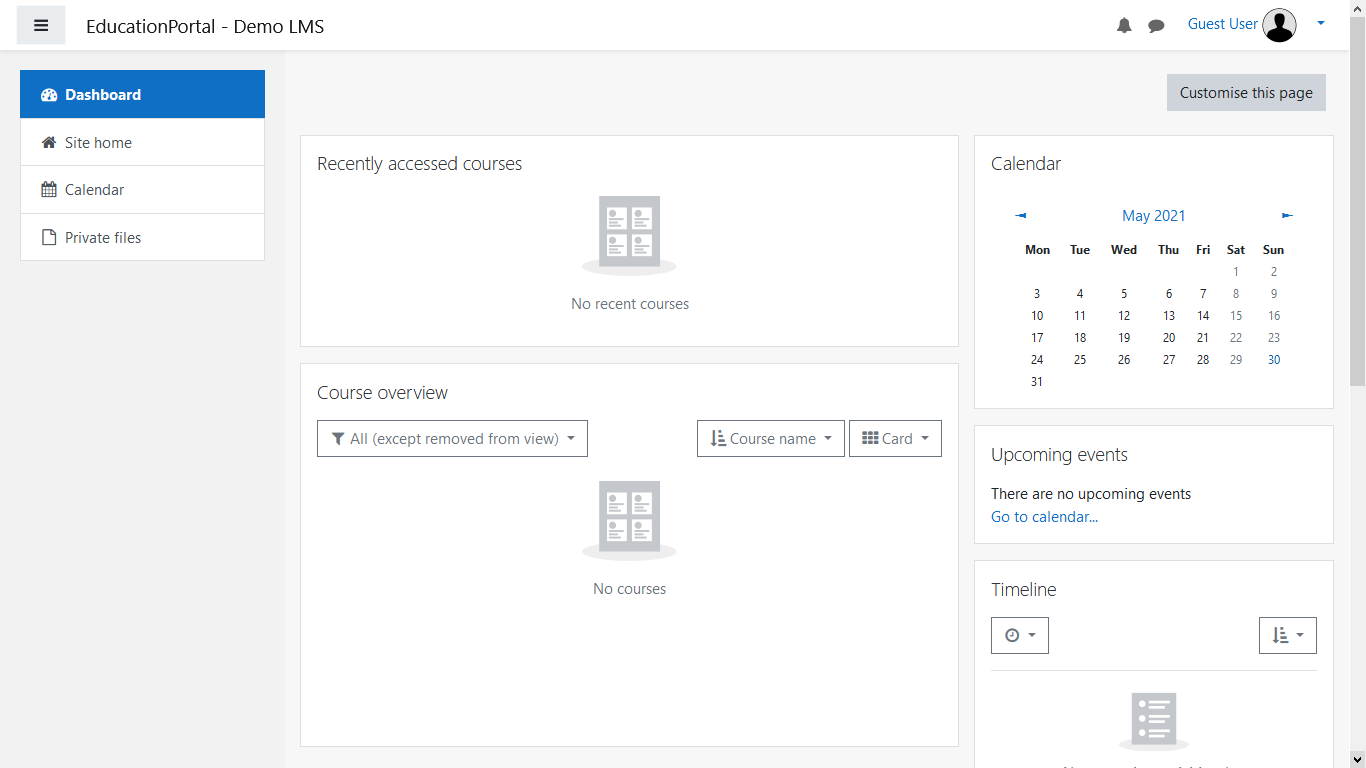 EducationPortal - Demo LMS
Guest User
Dashboard
Site home
Calendar
Private files
Customise this page
Recently accessed courses
No recent courses
Course overview
All (except removed from view)
Course name
Card
No courses
Calendar
◄ May 2021 ►
Mon Tue Wed Thu Fri Sat Sun
1 2
3 4 5 6 7 8 9
10 11 12 13 14 15 16
17 18 19 20 21 22 23
24 25 26 27 28 29 30
31
Upcoming events
There are no upcoming events
Go to calendar...
Timeline